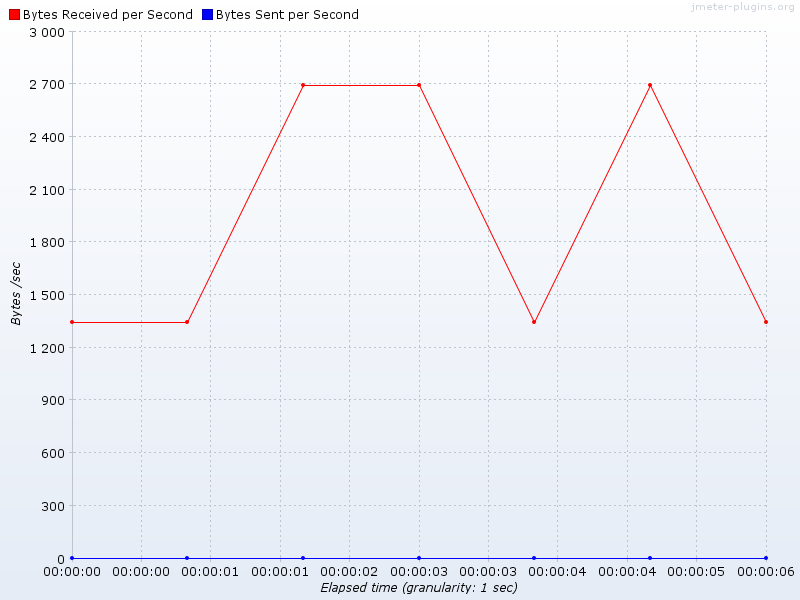 jmeter-plugins.org
Bytes Received per Second Bytes Sent per Second
3 000
2 700
2 400
2 100
1 800
1 500
1 200
900
600
300
0
Bytes /sec
00:00:00 00:00:00 00:00:01 00:00:01 00:00:02 00:00:03 00:00:03 00:00:04 00:00:04 00:00:05 00:00:06
Elapsed time (granularity: 1 sec)